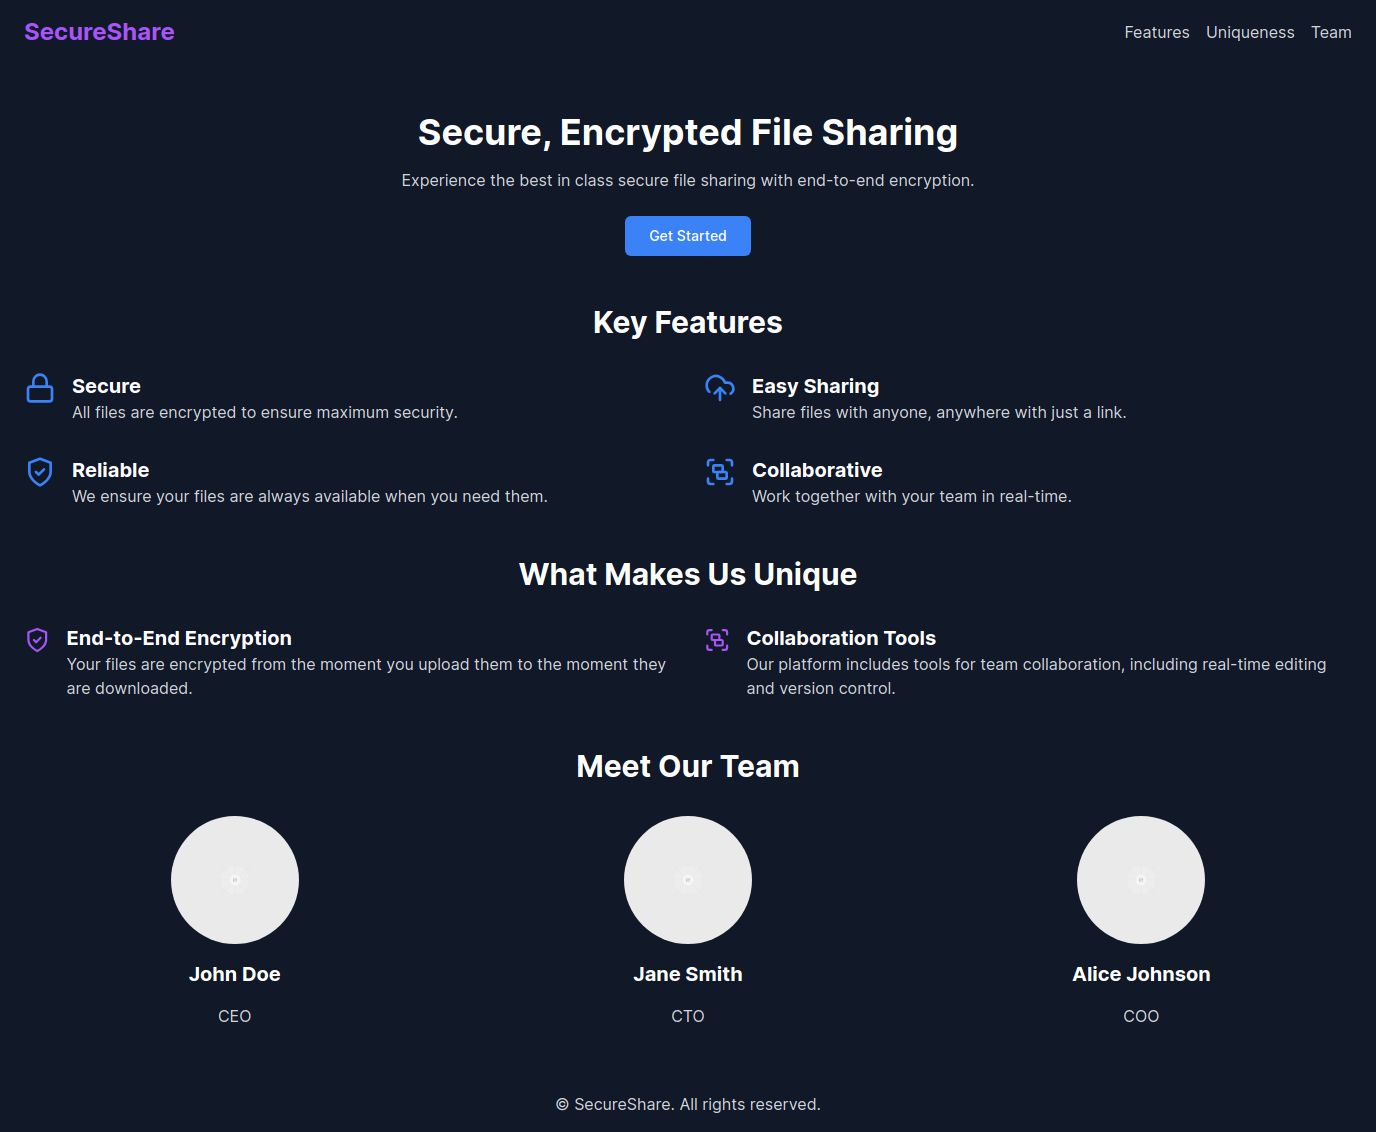 SecureShare
Features Uniqueness Team
Secure, Encrypted File Sharing
Experience the best in class secure file sharing with end-to-end encryption.
Get Started
Key Features
Secure
All files are encrypted to ensure maximum security.
Easy Sharing
Share files with anyone, anywhere with just a link.
Reliable
We ensure your files are always available when you need them.
Collaborative
Work together with your team in real-time.
What Makes Us Unique
End-to-End Encryption
Your files are encrypted from the moment you upload them to the moment they
are downloaded.
Collaboration Tools
Our platform includes tools for team collaboration, including real-time editing
and version control.
Meet Our Team
John Doe
CEO
Jane Smith
CTO
Alice Johnson
COO
© SecureShare. All rights reserved.